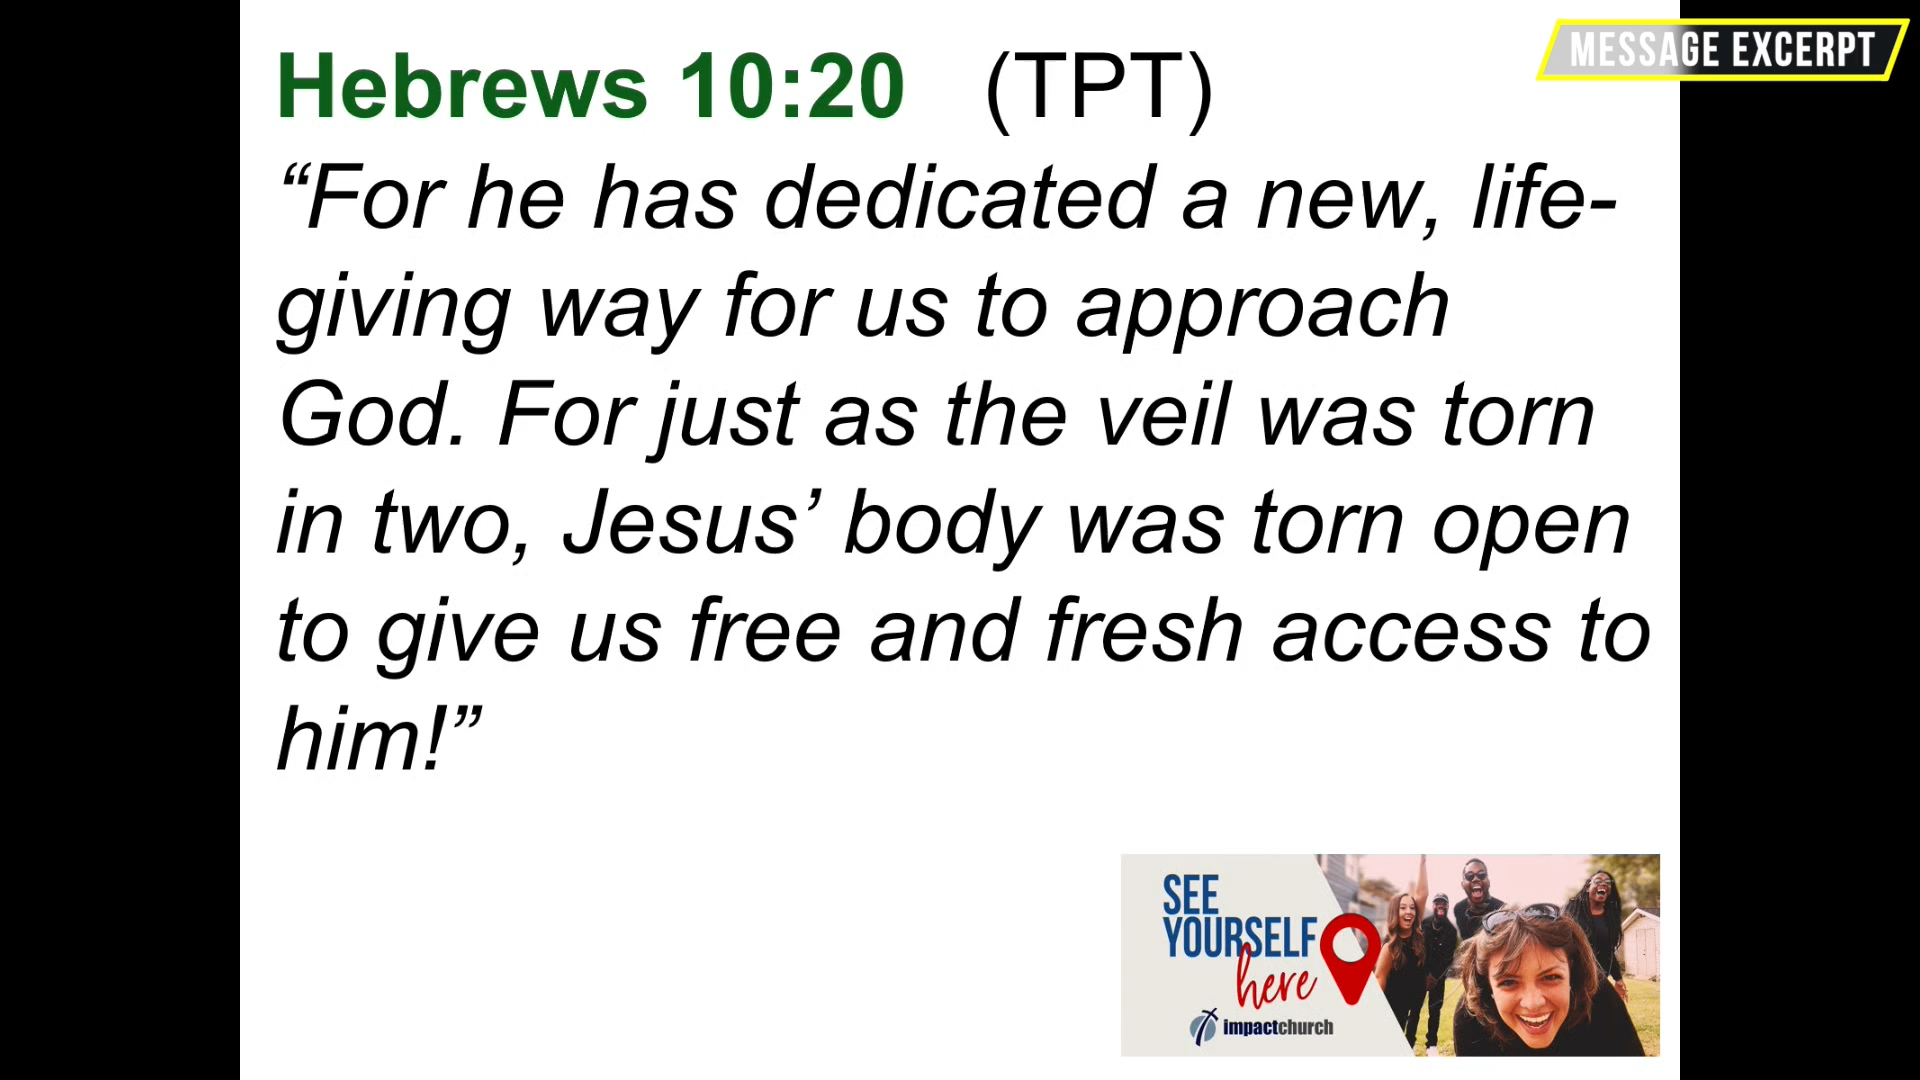 MESSAGE EXCERPT
Hebrews 10:20 (TPT)
“For he has dedicated a new, life-
giving way for us to approach
God. For just as the veil was torn
in two, Jesus’ body was torn open
to give us free and fresh access to
him!”
SEE
YOURSELF
here
impactchurch